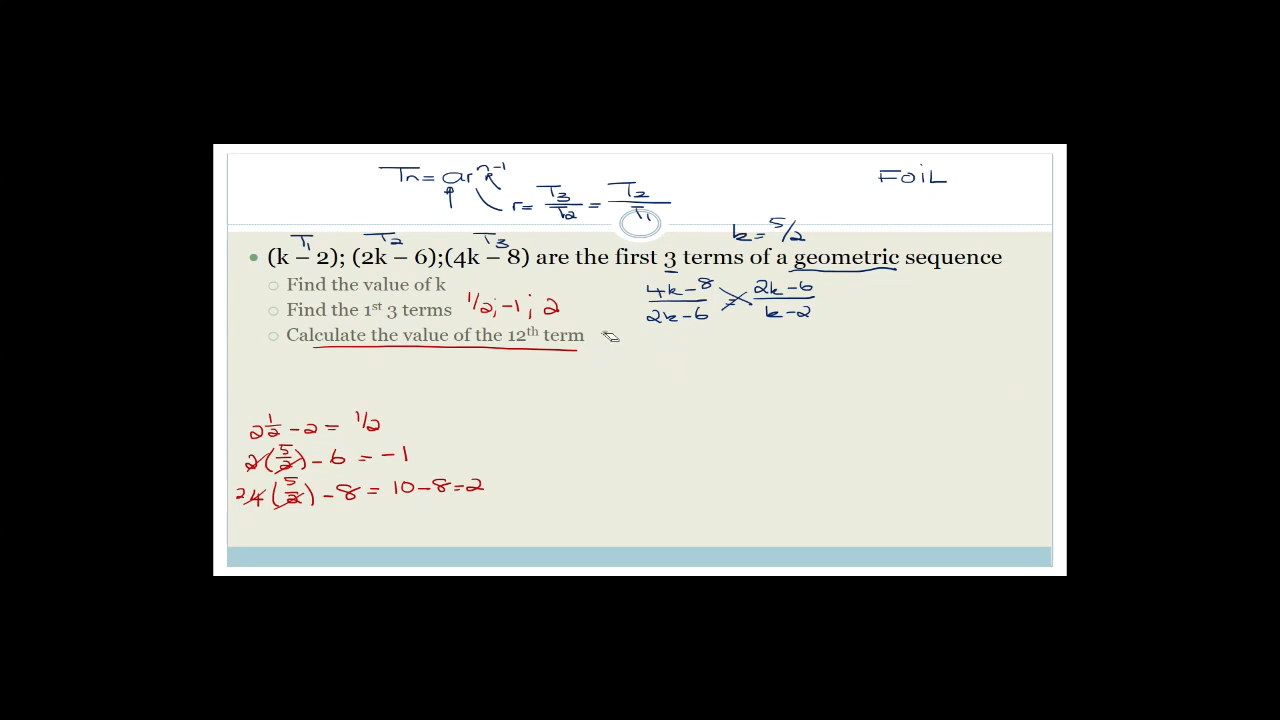 Tn = ar^n-1
FOIL
r = T3/T2 = T2/T1
k = 5/2
T1 T2 T3
• (k – 2); (2k – 6);(4k – 8) are the first 3 terms of a geometric sequence
○ Find the value of k
4k-8/2k-6 = 2k-6/k-2
○ Find the 1st 3 terms 1/2; -1; 2
○ Calculate the value of the 12th term
2 1/2 - 2 = 1/2
2(5/2) - 6 = -1
2 4(5/2) - 8 = 10 - 8 = 2